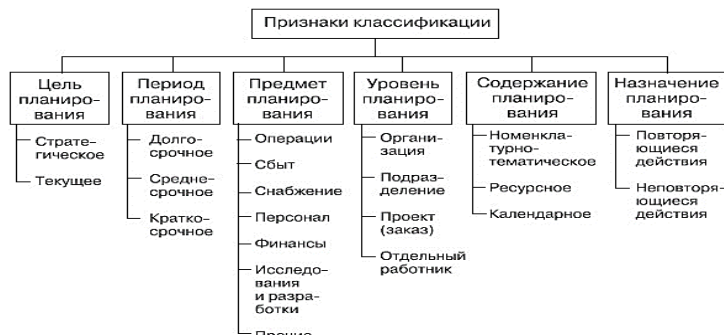 Признаки классификации
Цель
планиро-
вания
Страте-
гическое
Текущее
Период
планиро-
вания
Долго-
срочное
Средне-
срочное
Кратко-
срочное
Предмет
планиро-
вания
Операции
Сбыт
Снабжение
Персонал
Финансы
Исследо-
вания
и разра-
ботки
Прочие
Уровень
планиро-
вания
Органи-
зация
Подраз-
деление
Проект
(заказ)
Отдельный
работник
Содержание
планиро-
вания
Номенкла-
турно-
тематическое
Ресурсное
Календарное
Назначение
планиро-
вания
Повторя-
ющиеся
действия
Неповторя-
ющиеся
действия